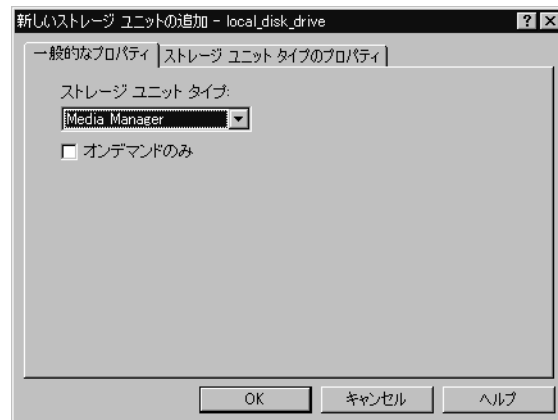 新しいストレージ ユニットの追加 - local_disk_drive
一般的なプロパティ ストレージ ユニット タイプのプロパティ
ストレージ ユニット タイプ:
Media Manager
オンデマンドのみ
OK キャンセル ヘルプ